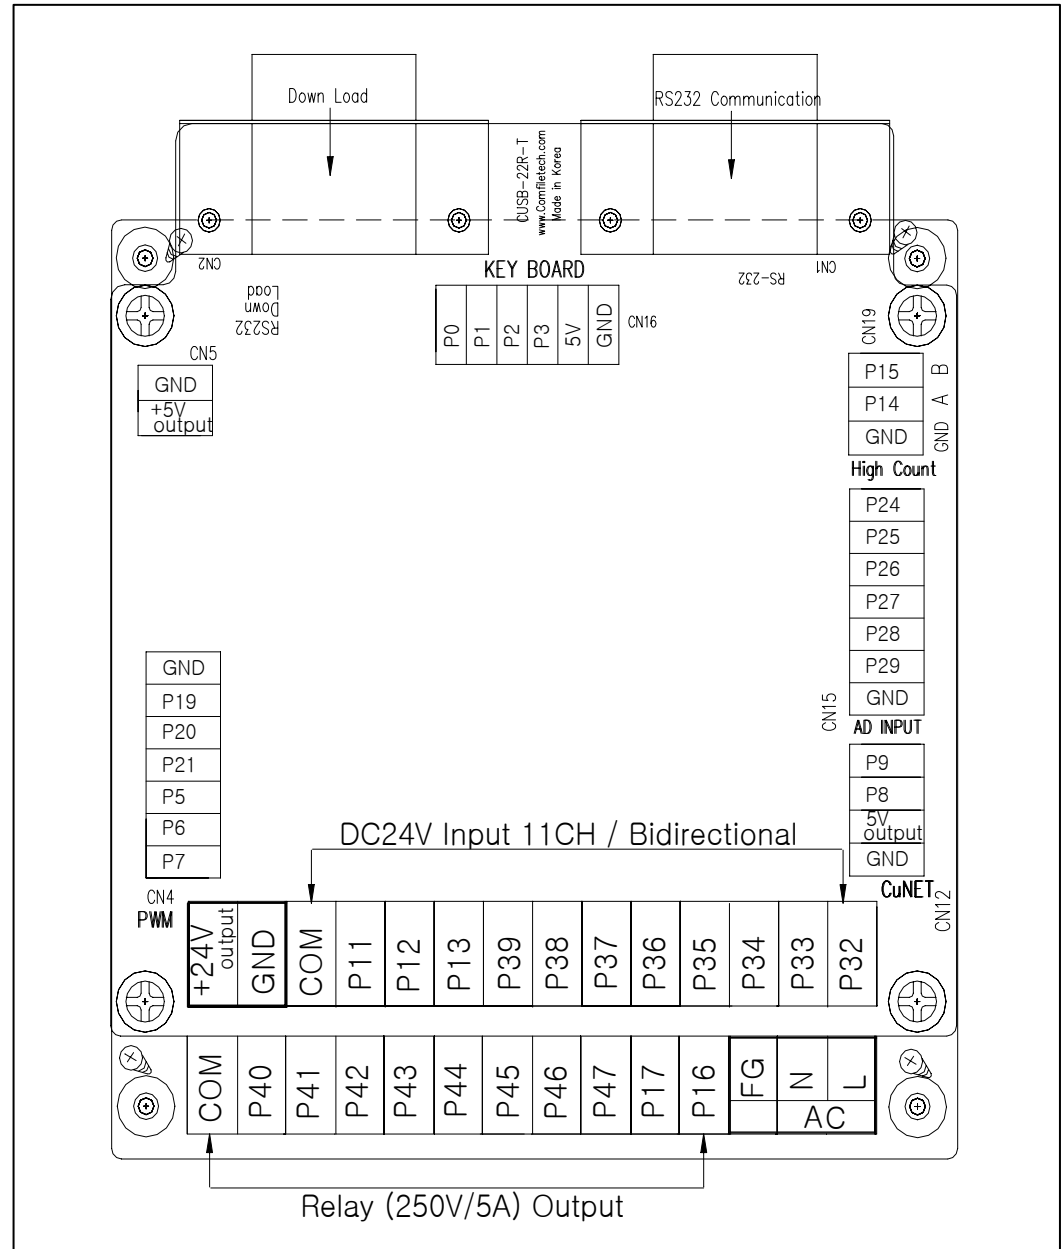 Down Load
RS232 Communication
CUSB-22R-T
www.Comfiletech.com
Made in Korea
CN2
RS232
Down
Load
KEY BOARD
RS-232
CN1
P0
P1
P2
P3
5V
GND
CN16
CN5
GND
+5V
output
CN19
P15 B
P14 A
GND GND
High Count
P24
P25
P26
P27
P28
P29
GND
CN15
AD INPUT
GND
P19
P20
P21
P5
P6
P7
CN4
PWM
P9
P8
5V
output
GND
CuNET
CN12
DC24V Input 11CH / Bidirectional
+24V
output
GND
COM
P11
P12
P13
P39
P38
P37
P36
P35
P34
P33
P32
COM
P40
P41
P42
P43
P44
P45
P46
P47
P17
P16
FG
N
L
AC
Relay (250V/5A) Output